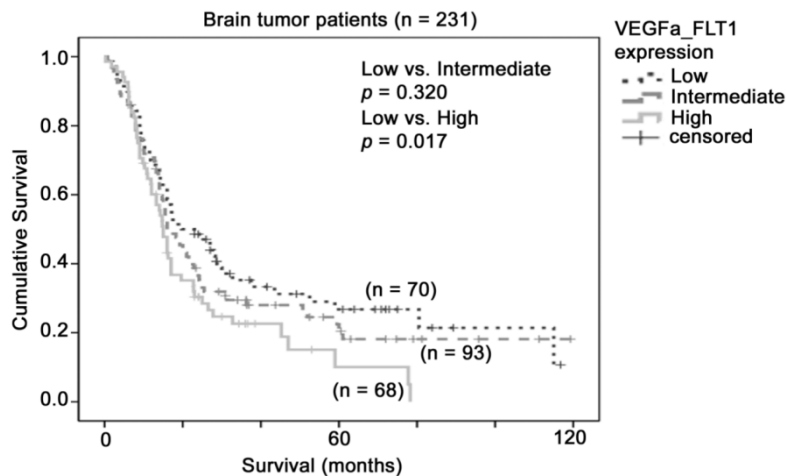 Brain tumor patients (n = 231)
VEGFa_FLT1
expression
Low
Intermediate
High
censored
Low vs. Intermediate
p = 0.320
Low vs. High
p = 0.017
Cumulative Survival
1.0
0.8
0.6
0.4
0.2
0.0
(n = 70)
(n = 93)
(n = 68)
0
60
120
Survival (months)